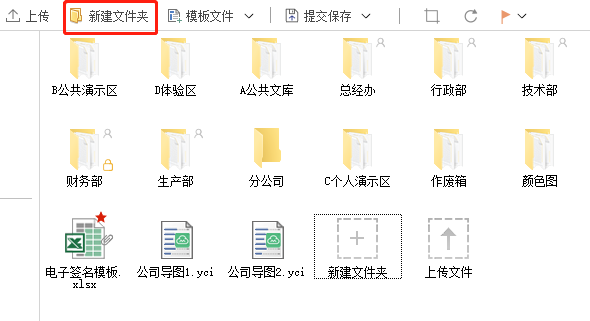 上传 新建文件夹 模板文件 提交保存
B公共演示区 D体验区 A公共文库 总经办 行政部 技术部
财务部 生产部 分公司 C个人演示区 作废箱 颜色图
电子签名模板. 公司导图1.yci 公司导图2.yci 新建文件夹 上传文件
xlsx